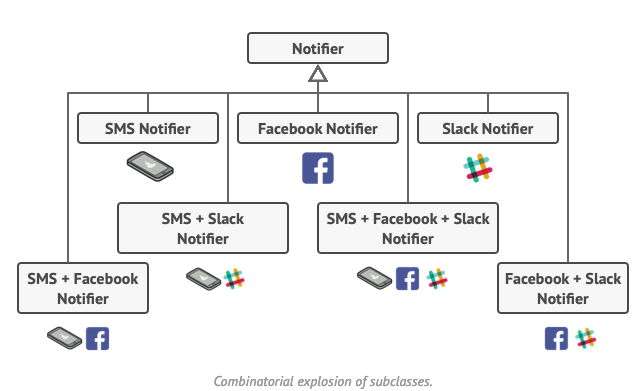 Notifier
SMS Notifier
Facebook Notifier
Slack Notifier
SMS + Slack
Notifier
SMS + Facebook + Slack
Notifier
SMS + Facebook
Notifier
Facebook + Slack
Notifier
Combinatorial explosion of subclasses.